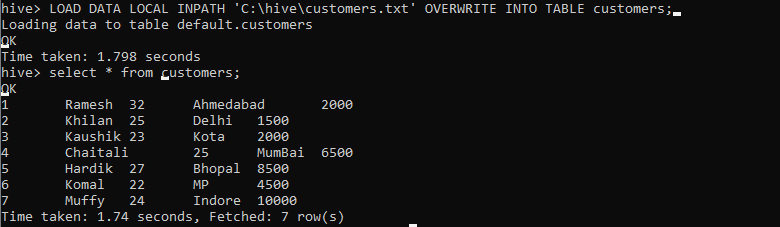 hive> LOAD DATA LOCAL INPATH 'C:\hive\customers.txt' OVERWRITE INTO TABLE customers;
Loading data to table default.customers
OK
Time taken: 1.798 seconds
hive> select * from customers;
OK
1       Ramesh  32      Ahmedabad       2000
2       Khilan  25      Delhi   1500
3       Kaushik 23      Kota    2000
4       Chaitali        25      MumBai  6500
5       Hardik  27      Bhopal  8500
6       Komal   22      MP      4500
7       Muffy   24      Indore  10000
Time taken: 1.74 seconds, Fetched: 7 row(s)